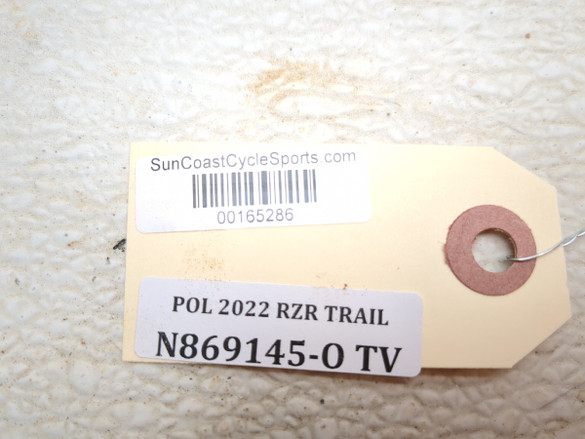 SunCoastCycleSports.com
00165286
POL 2022 RZR TRAIL
N869145-O TV